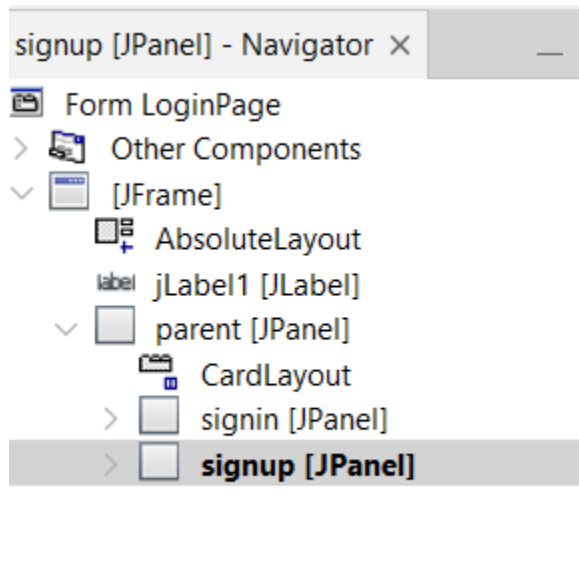 signup [JPanel] - Navigator
Form LoginPage
Other Components
[JFrame]
AbsoluteLayout
label jLabel1 [JLabel]
parent [JPanel]
CardLayout
signin [JPanel]
signup [JPanel]